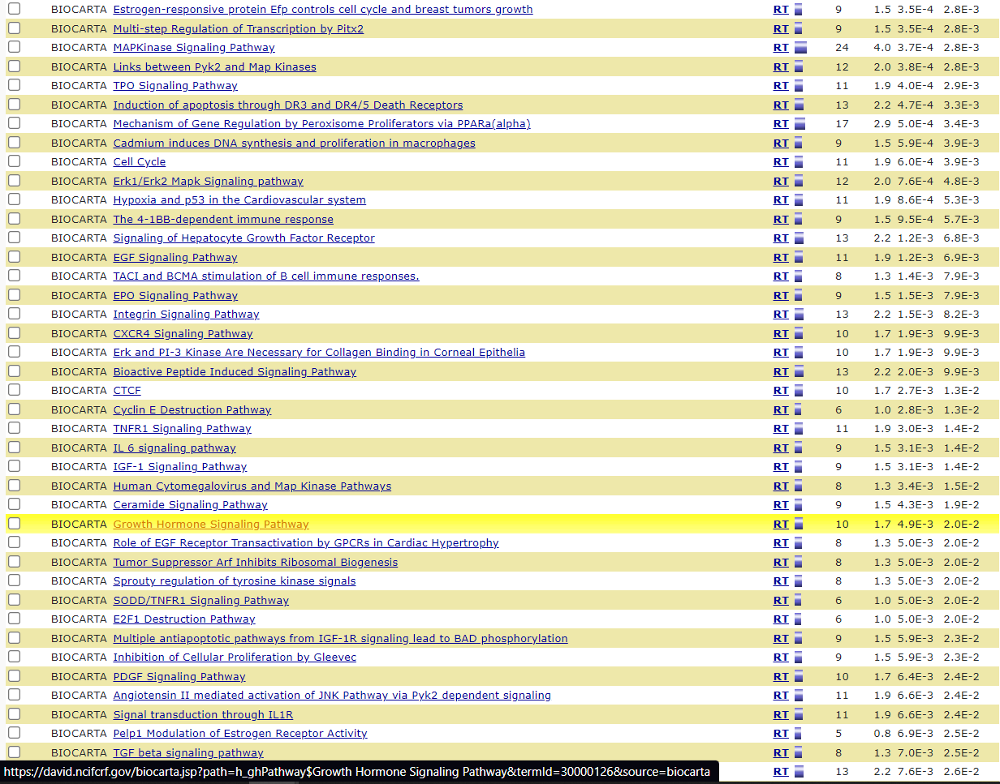 BIOCARTA Estrogen-responsive protein Efp controls cell cycle and breast tumors growth RT 9 1.5 3.5E-4 2.8E-3
BIOCARTA Multi-step Regulation of Transcription by Pitx2 RT 9 1.5 3.5E-4 2.8E-3
BIOCARTA MAPKinase Signaling Pathway RT 24 4.0 3.7E-4 2.8E-3
BIOCARTA Links between Pyk2 and Map Kinases RT 12 2.0 3.8E-4 2.8E-3
BIOCARTA TPO Signaling Pathway RT 11 1.9 4.0E-4 2.9E-3
BIOCARTA Induction of apoptosis through DR3 and DR4/5 Death Receptors RT 13 2.2 4.7E-4 3.3E-3
BIOCARTA Mechanism of Gene Regulation by Peroxisome Proliferators via PPARa(alpha) RT 17 2.9 5.0E-4 3.4E-3
BIOCARTA Cadmium induces DNA synthesis and proliferation in macrophages RT 9 1.5 5.9E-4 3.9E-3
BIOCARTA Cell Cycle RT 11 1.9 6.0E-4 3.9E-3
BIOCARTA Erk1/Erk2 Mapk Signaling pathway RT 12 2.0 7.6E-4 4.8E-3
BIOCARTA Hypoxia and p53 in the Cardiovascular system RT 11 1.9 8.6E-4 5.3E-3
BIOCARTA The 4-1BB-dependent immune response RT 9 1.5 9.5E-4 5.7E-3
BIOCARTA Signaling of Hepatocyte Growth Factor Receptor RT 13 2.2 1.2E-3 6.8E-3
BIOCARTA EGF Signaling Pathway RT 11 1.9 1.2E-3 6.9E-3
BIOCARTA TACI and BCMA stimulation of B cell immune responses. RT 8 1.3 1.4E-3 7.9E-3
BIOCARTA EPO Signaling Pathway RT 9 1.5 1.5E-3 7.9E-3
BIOCARTA Integrin Signaling Pathway RT 13 2.2 1.5E-3 8.2E-3
BIOCARTA CXCR4 Signaling Pathway RT 10 1.7 1.9E-3 9.9E-3
BIOCARTA Erk and PI-3 Kinase Are Necessary for Collagen Binding in Corneal Epithelia RT 10 1.7 1.9E-3 9.9E-3
BIOCARTA Bioactive Peptide Induced Signaling Pathway RT 13 2.2 2.0E-3 9.9E-3
BIOCARTA CTCF RT 10 1.7 2.7E-3 1.3E-2
BIOCARTA Cyclin E Destruction Pathway RT 6 1.0 2.8E-3 1.3E-2
BIOCARTA TNFR1 Signaling Pathway RT 11 1.9 3.0E-3 1.4E-2
BIOCARTA IL 6 signaling pathway RT 9 1.5 3.1E-3 1.4E-2
BIOCARTA IGF-1 Signaling Pathway RT 9 1.5 3.1E-3 1.4E-2
BIOCARTA Human Cytomegalovirus and Map Kinase Pathways RT 8 1.3 3.4E-3 1.5E-2
BIOCARTA Ceramide Signaling Pathway RT 9 1.5 4.3E-3 1.9E-2
BIOCARTA Growth Hormone Signaling Pathway RT 10 1.7 4.9E-3 2.0E-2
BIOCARTA Role of EGF Receptor Transactivation by GPCRs in Cardiac Hypertrophy RT 8 1.3 5.0E-3 2.0E-2
BIOCARTA Tumor Suppressor Arf Inhibits Ribosomal Biogenesis RT 8 1.3 5.0E-3 2.0E-2
BIOCARTA Sprouty regulation of tyrosine kinase signals RT 8 1.3 5.0E-3 2.0E-2
BIOCARTA SODD/TNFR1 Signaling Pathway RT 6 1.0 5.0E-3 2.0E-2
BIOCARTA E2F1 Destruction Pathway RT 6 1.0 5.0E-3 2.0E-2
BIOCARTA Multiple antiapoptotic pathways from IGF-1R signaling lead to BAD phosphorylation RT 9 1.5 5.9E-3 2.3E-2
BIOCARTA Inhibition of Cellular Proliferation by Gleevec RT 9 1.5 5.9E-3 2.3E-2
BIOCARTA PDGF Signaling Pathway RT 10 1.7 6.4E-3 2.4E-2
BIOCARTA Angiotensin II mediated activation of JNK Pathway via Pyk2 dependent signaling RT 11 1.9 6.6E-3 2.4E-2
BIOCARTA Signal transduction through IL1R RT 11 1.9 6.6E-3 2.4E-2
BIOCARTA Pelp1 Modulation of Estrogen Receptor Activity RT 5 0.8 6.9E-3 2.5E-2
BIOCARTA TGF beta signaling pathway RT 8 1.3 7.0E-3 2.5E-2
https://david.ncifcrf.gov/biocarta.jsp?path=h_ghPathway$Growth Hormone Signaling Pathway&termId=30000126&source=biocarta RT 13 2.2 7.6E-3 2.6E-2